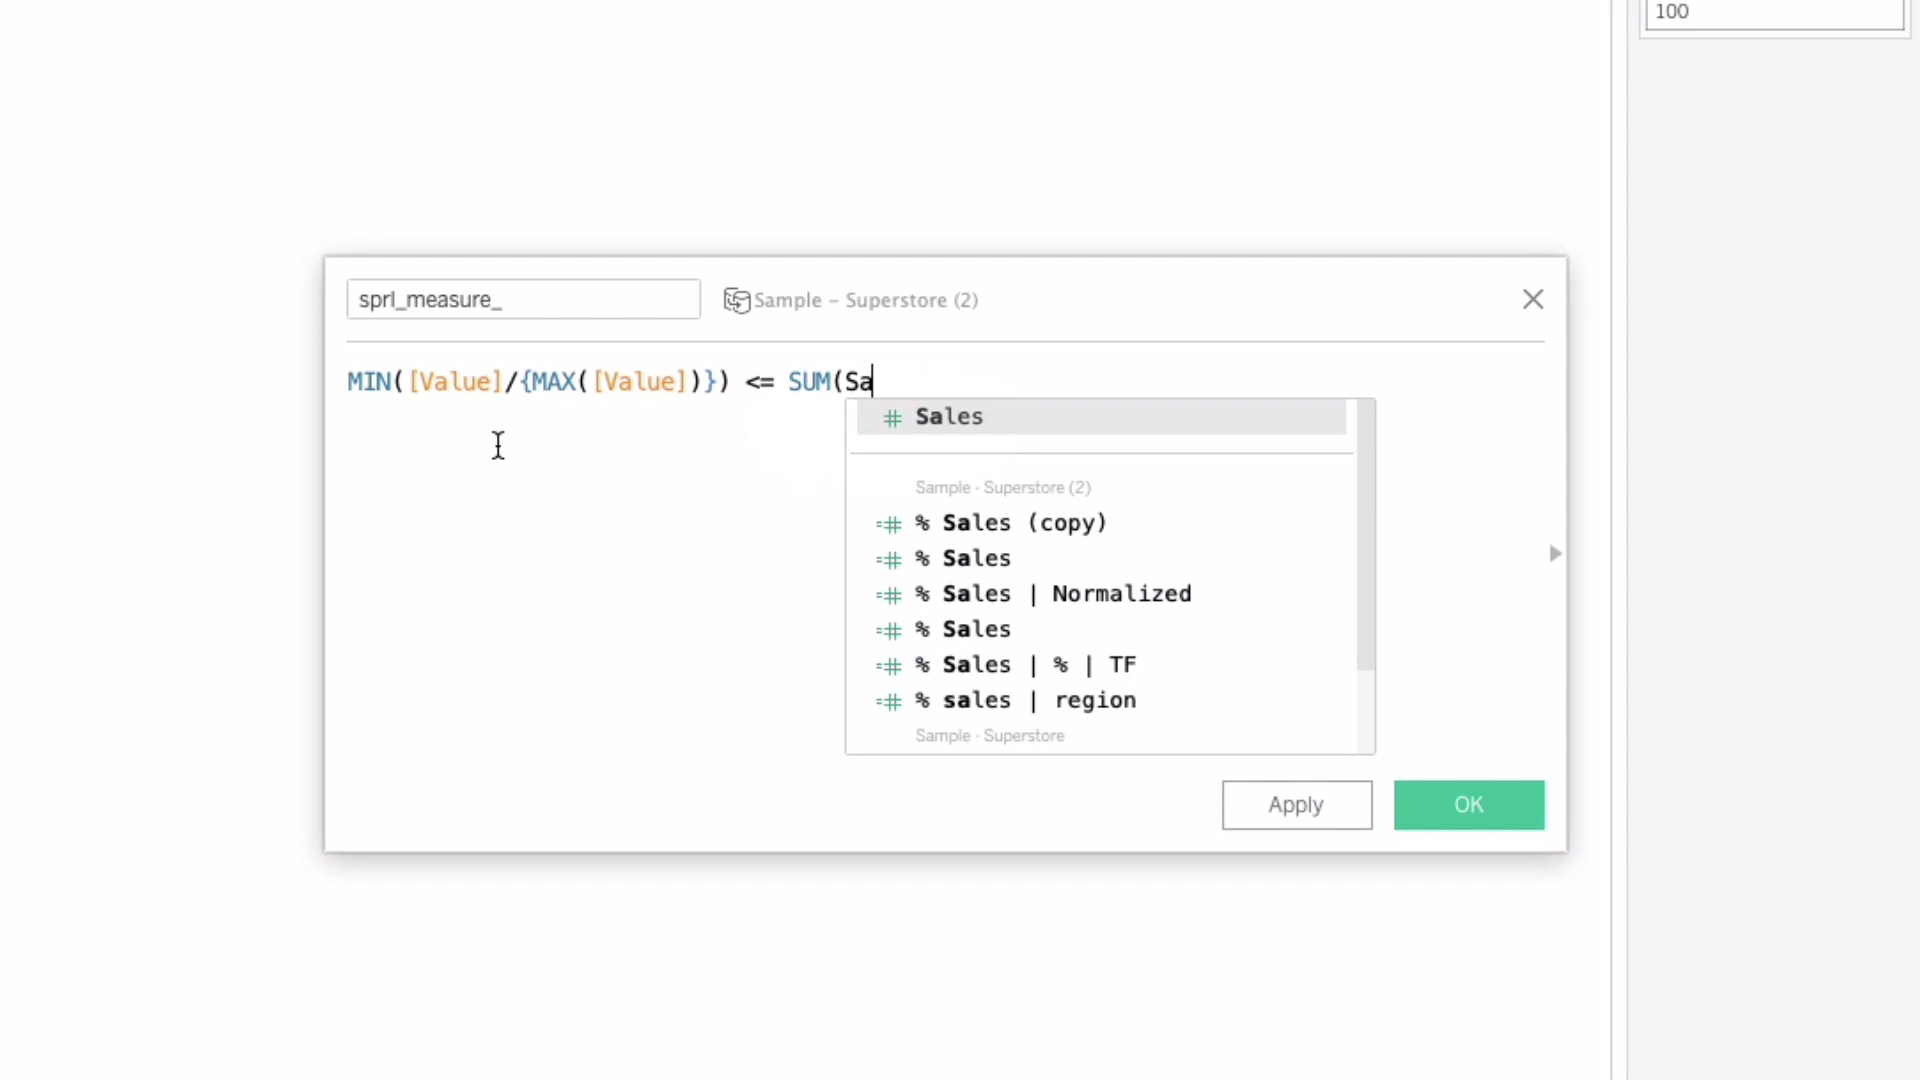 100
sprl_measure_
Sample – Superstore (2)
MIN([Value]/{MAX([Value])}) <= SUM(Sa
Sales
Sample - Superstore (2)
% Sales (copy)
% Sales
% Sales | Normalized
% Sales
% Sales | % | TF
% sales | region
Sample - Superstore
Apply
OK